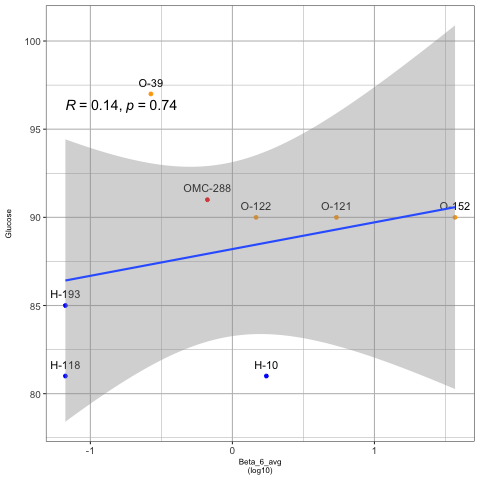 100
O-39
R = 0.14, p = 0.74
95
OMC-288
O-122
O-121
O-152
90
Glucose
H-193
85
H-118
H-10
80
-1
0
1
Beta_6_avg
(log10)